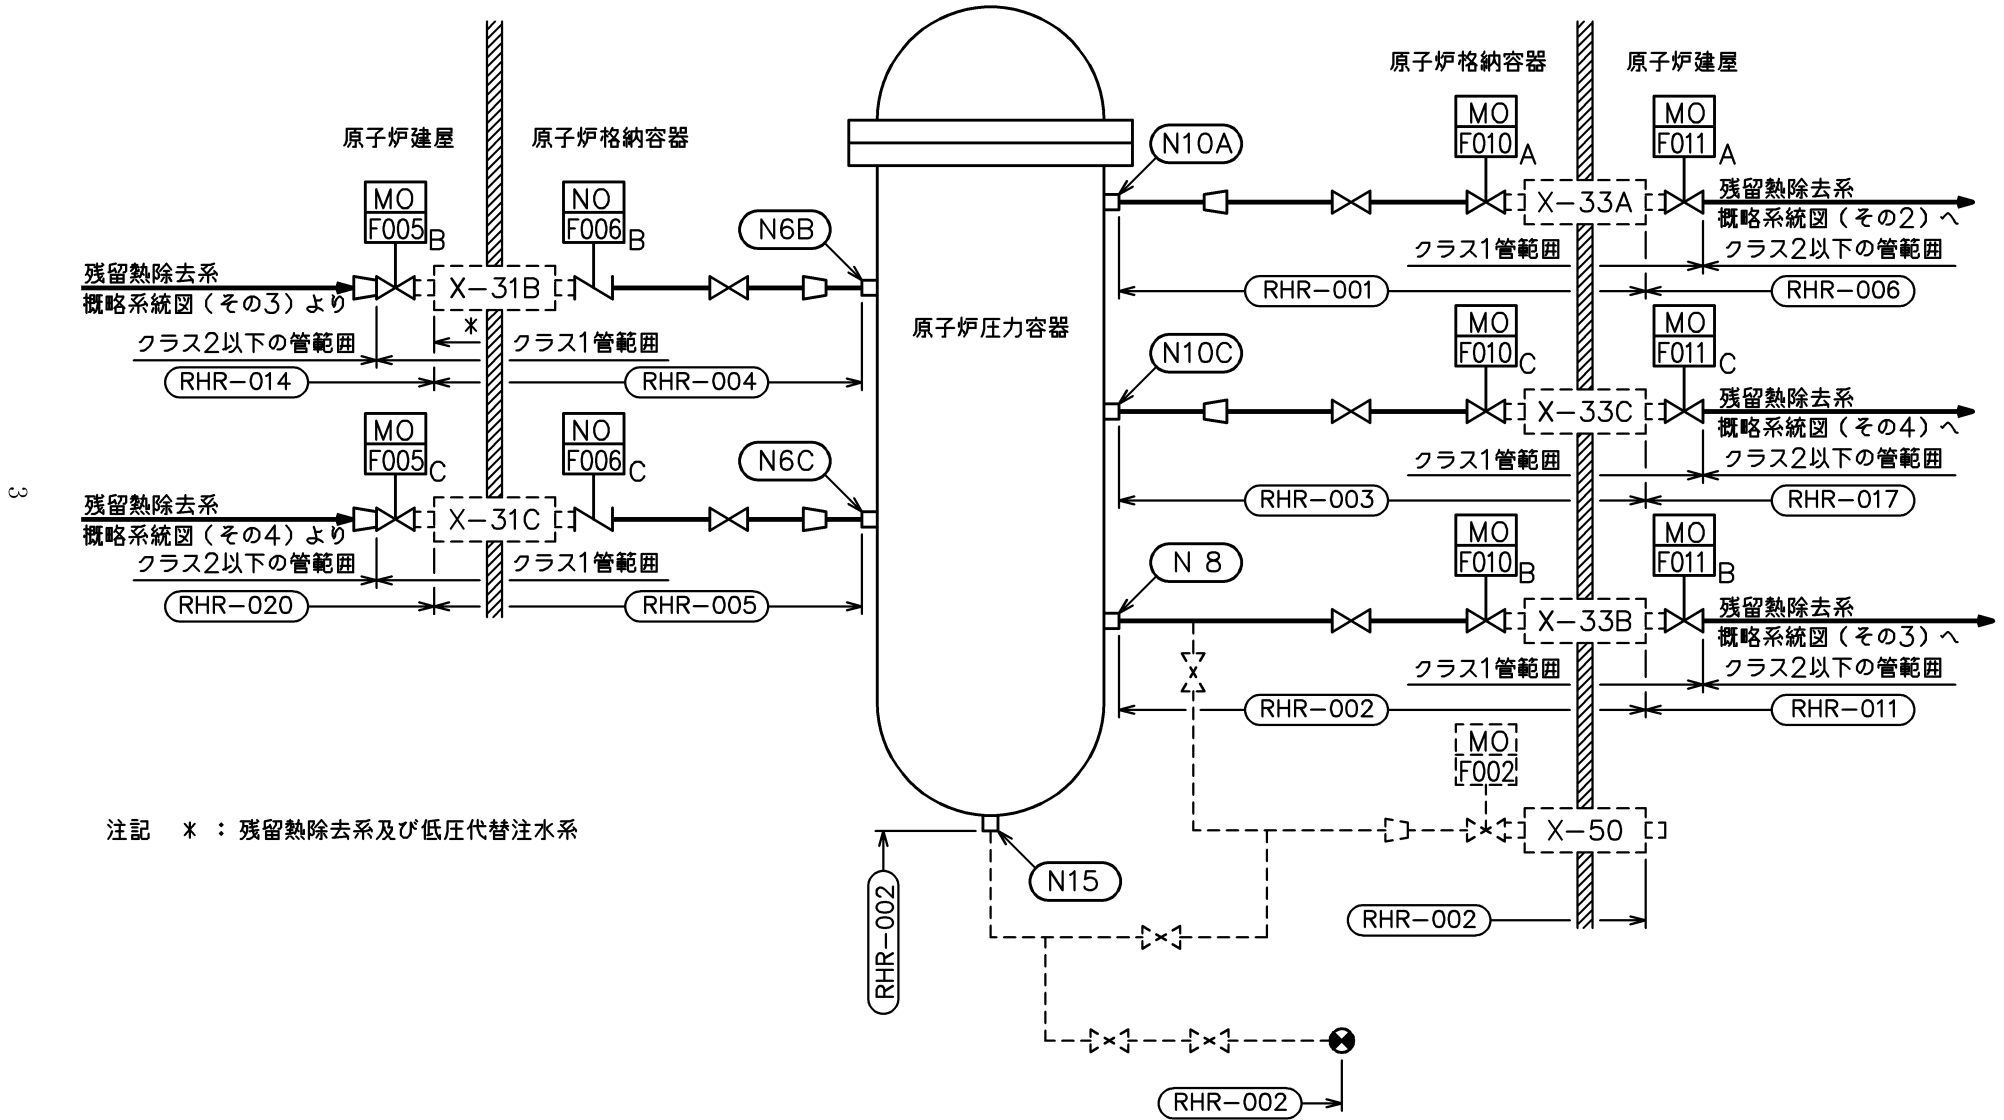 原子炉建屋
原子炉格納容器
MO
F005
B
NO
F006
B
N6B
残留熱除去系
概略系統図（その3）より
X-31B
*
クラス2以下の管範囲
クラス1管範囲
RHR-014
RHR-004
MO
F005
C
NO
F006
C
N6C
残留熱除去系
概略系統図（その4）より
X-31C
クラス2以下の管範囲
クラス1管範囲
RHR-020
RHR-005
原子炉圧力容器
原子炉格納容器
原子炉建屋
N10A
MO
F010
A
MO
F011
A
X-33A
残留熱除去系
概略系統図（その2）へ
クラス1管範囲
クラス2以下の管範囲
RHR-001
RHR-006
N10C
MO
F010
C
MO
F011
C
X-33C
残留熱除去系
概略系統図（その4）へ
クラス1管範囲
クラス2以下の管範囲
RHR-003
RHR-017
N 8
MO
F010
B
MO
F011
B
X-33B
残留熱除去系
概略系統図（その3）へ
クラス1管範囲
クラス2以下の管範囲
RHR-002
RHR-011
MO
F002
X-50
RHR-002
N15
RHR-002
RHR-002
注記 * : 残留熱除去系及び低圧代替注水系
3